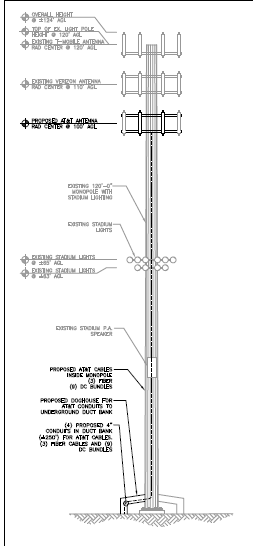 OVERALL HEIGHT
@ ±124' AGL
TOP OF EX. LIGHT POLE
HEIGHT @ 120' AGL
EXISTING T-MOBILE ANTENNA
RAD CENTER @ 120' AGL
EXISTING VERIZON ANTENNA
RAD CENTER @ 110' AGL
PROPOSED AT&T ANTENNA
RAD CENTER @ 100' AGL
EXISTING 120'-0"
MONOPOLE WITH
STADIUM LIGHTING
EXISTING STADIUM
LIGHTS
EXISTING STADIUM LIGHTS
EXISTING STADIUM LIGHTS
EXISTING STADIUM P.A.
SPEAKER
PROPOSED AT&T CABLES
INSIDE MONOPOLE
(3) FIBER
(9) DC BUNDLES
PROPOSED DOGHOUSE FOR
AT&T CONDUITS TO
UNDERGROUND DUCT BANK
(4) PROPOSED 4"
CONDUITS IN DUCT BANK
(±250') FOR AT&T CABLES.
(3) FIBER CABLES AND (9)
DC BUNDLES